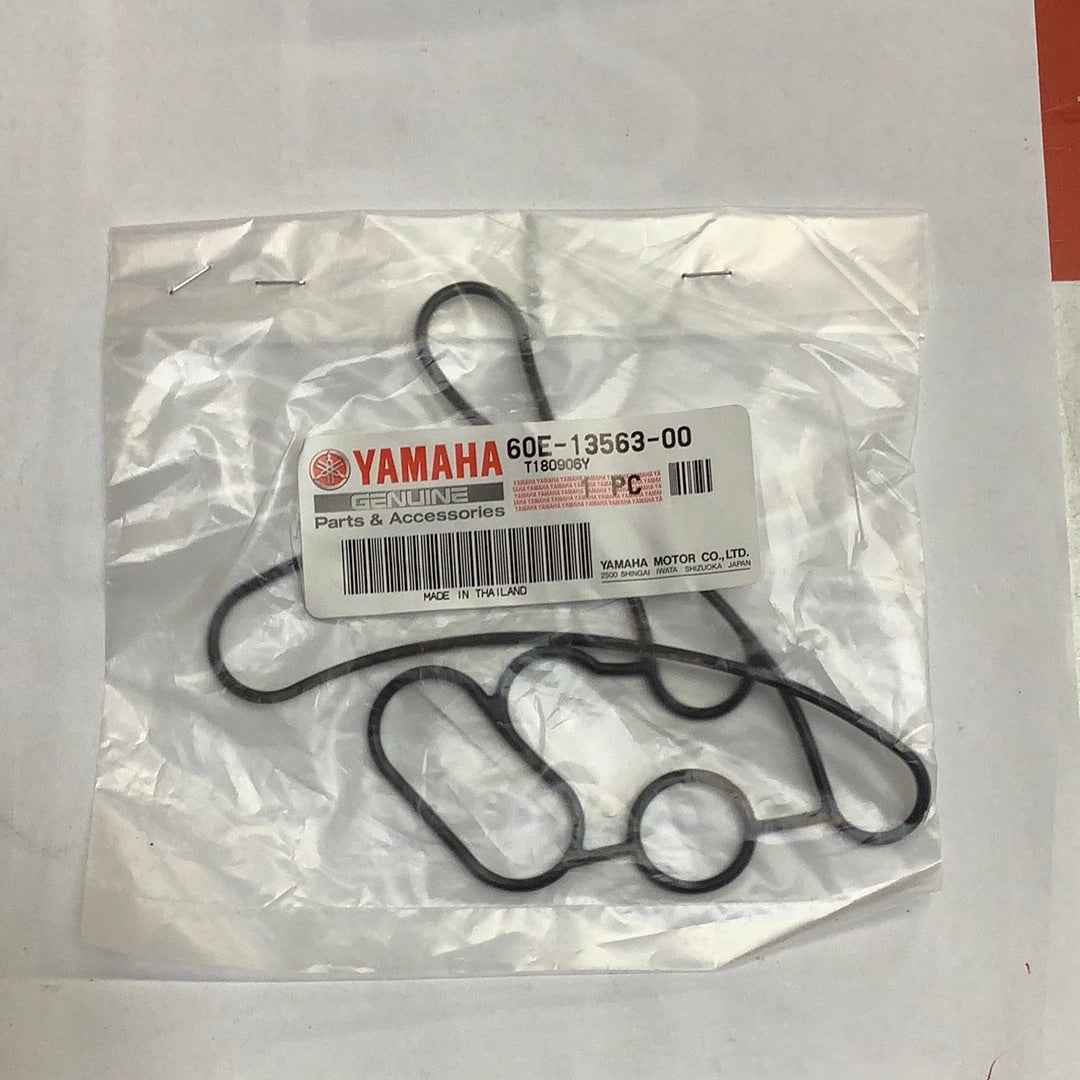 YAMAHA 60E-13563-00
T180906Y
GENUINE
1 PC
Parts & Accessories
YAMAHA MOTOR CO.,LTD.
2500 SHINGAI IWATA SHIZUOKA JAPAN
MADE IN THAILAND